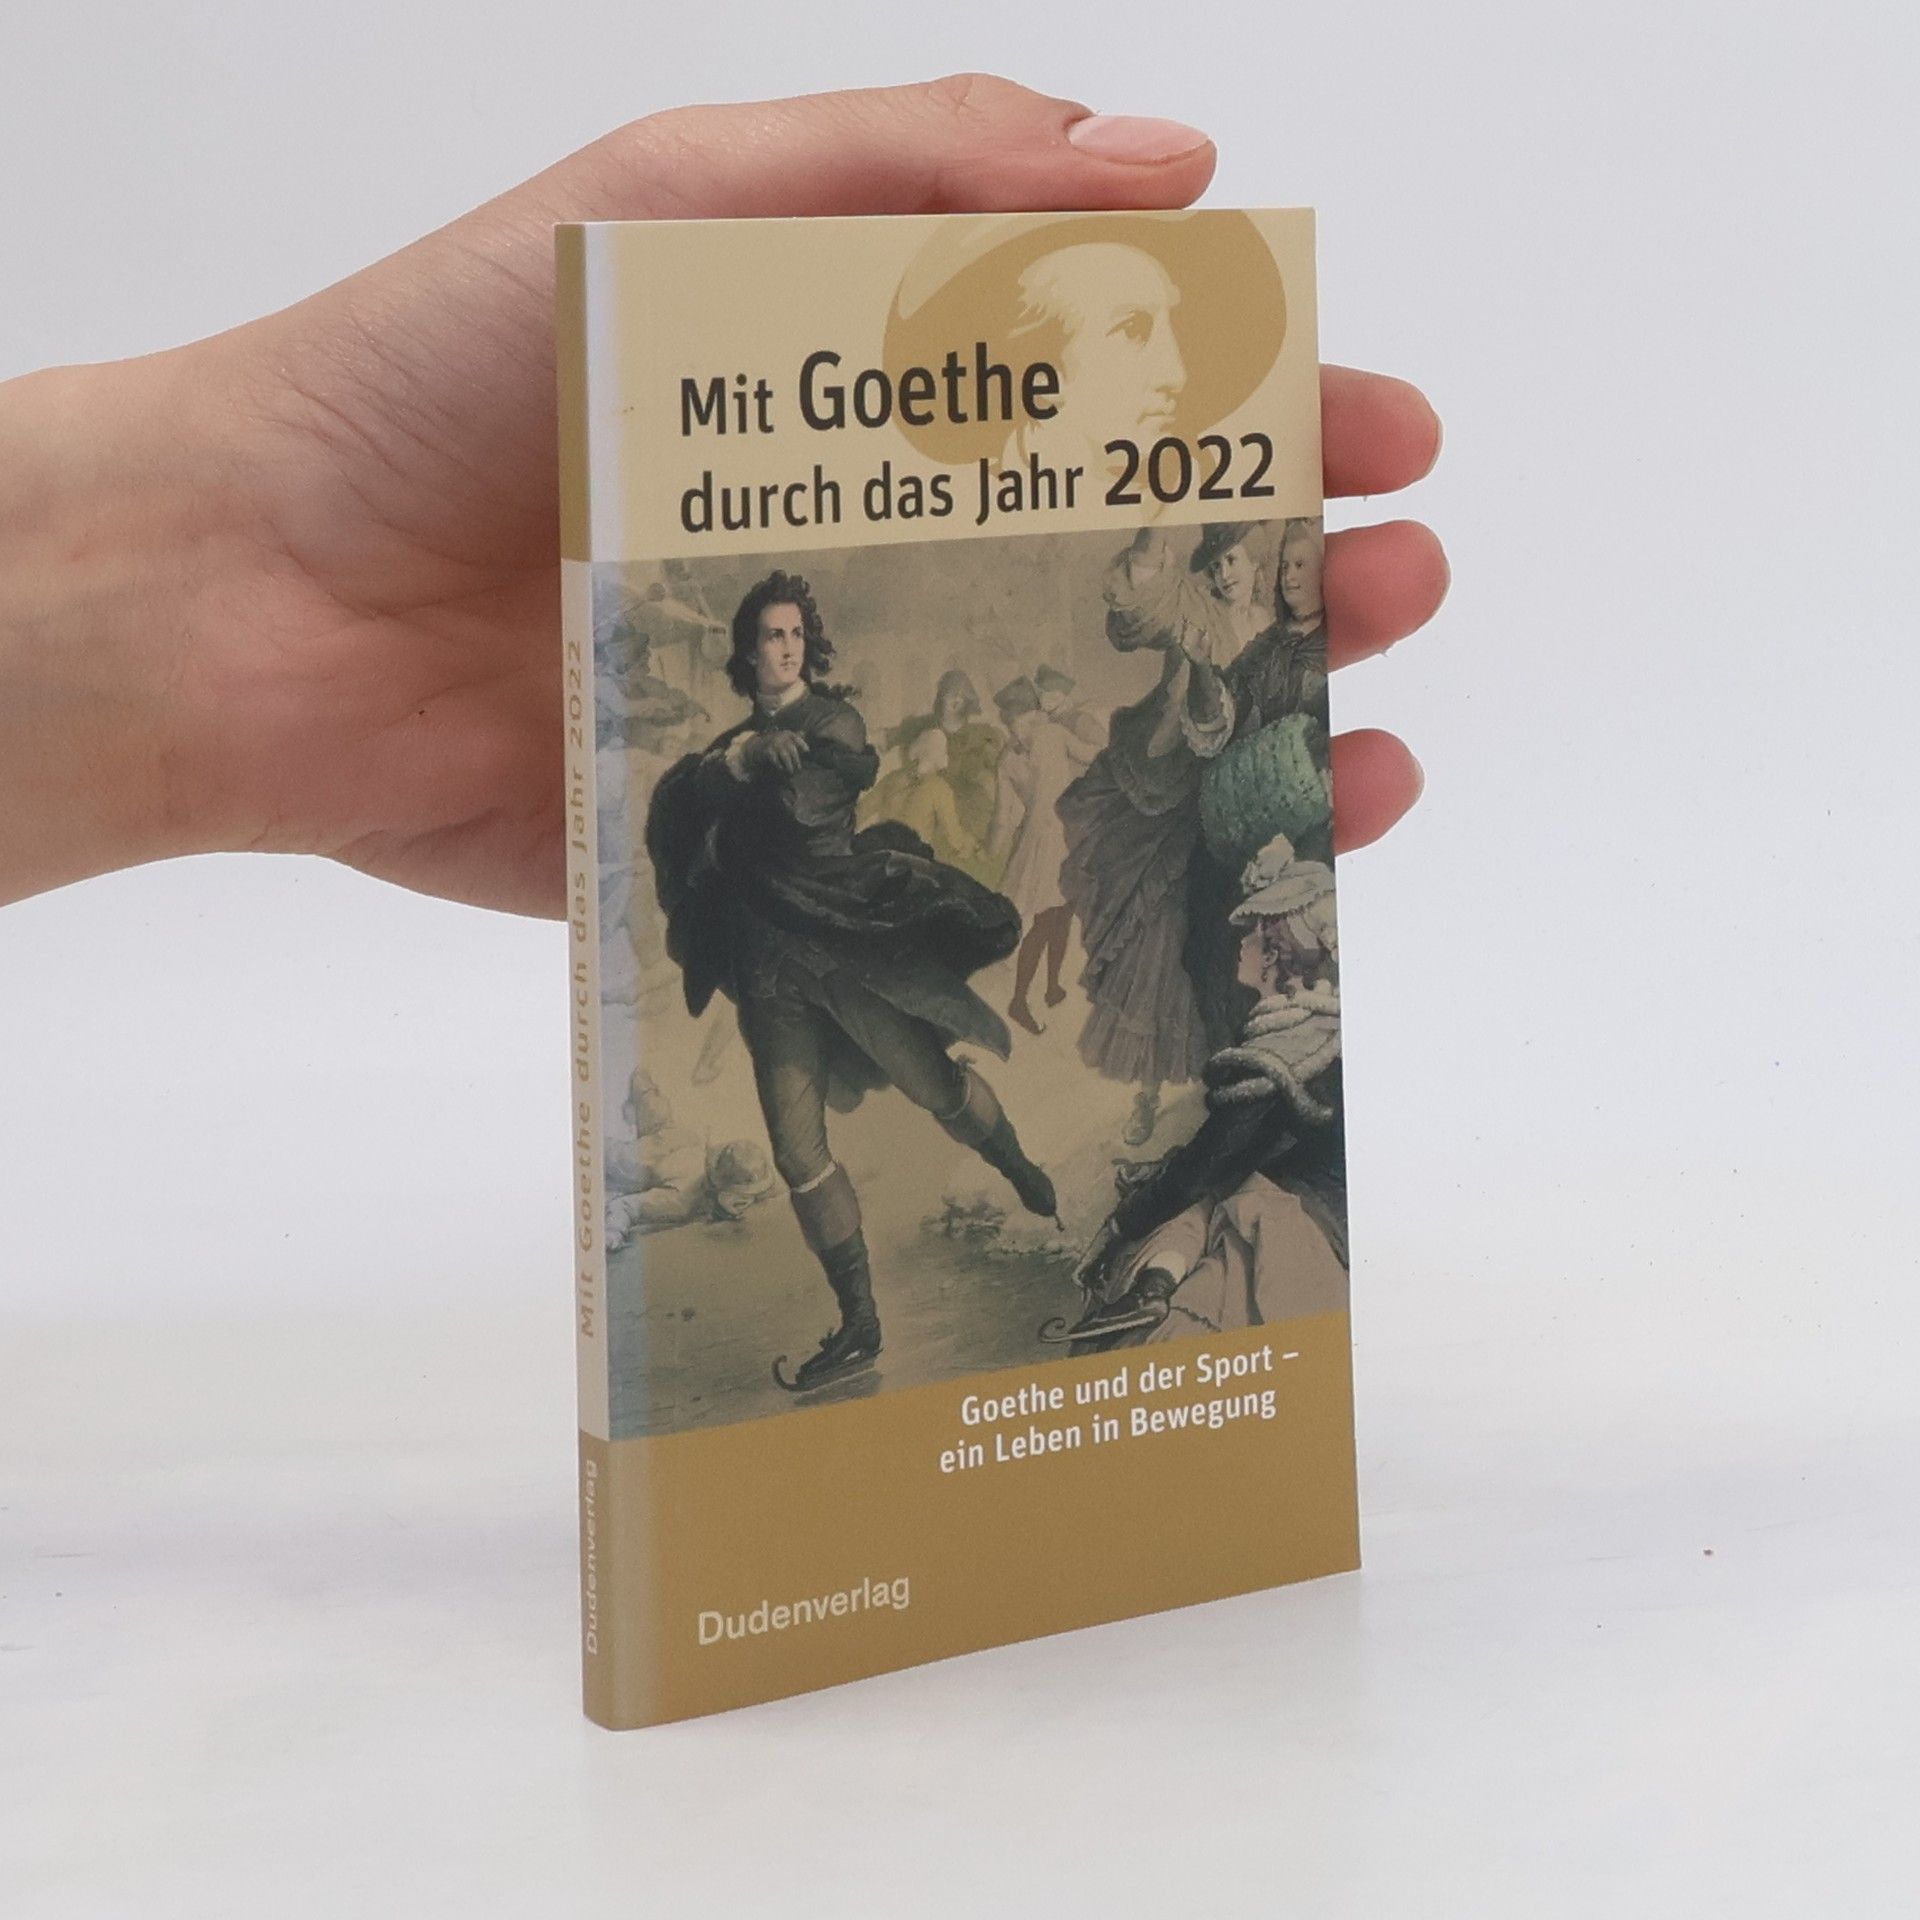 Mit Goethe
durch das Jahr 2022
Goethe und der Sport –
ein Leben in Bewegung
Dudenverlag
Mit Goethe durch das Jahr 2022
Dudenverlag